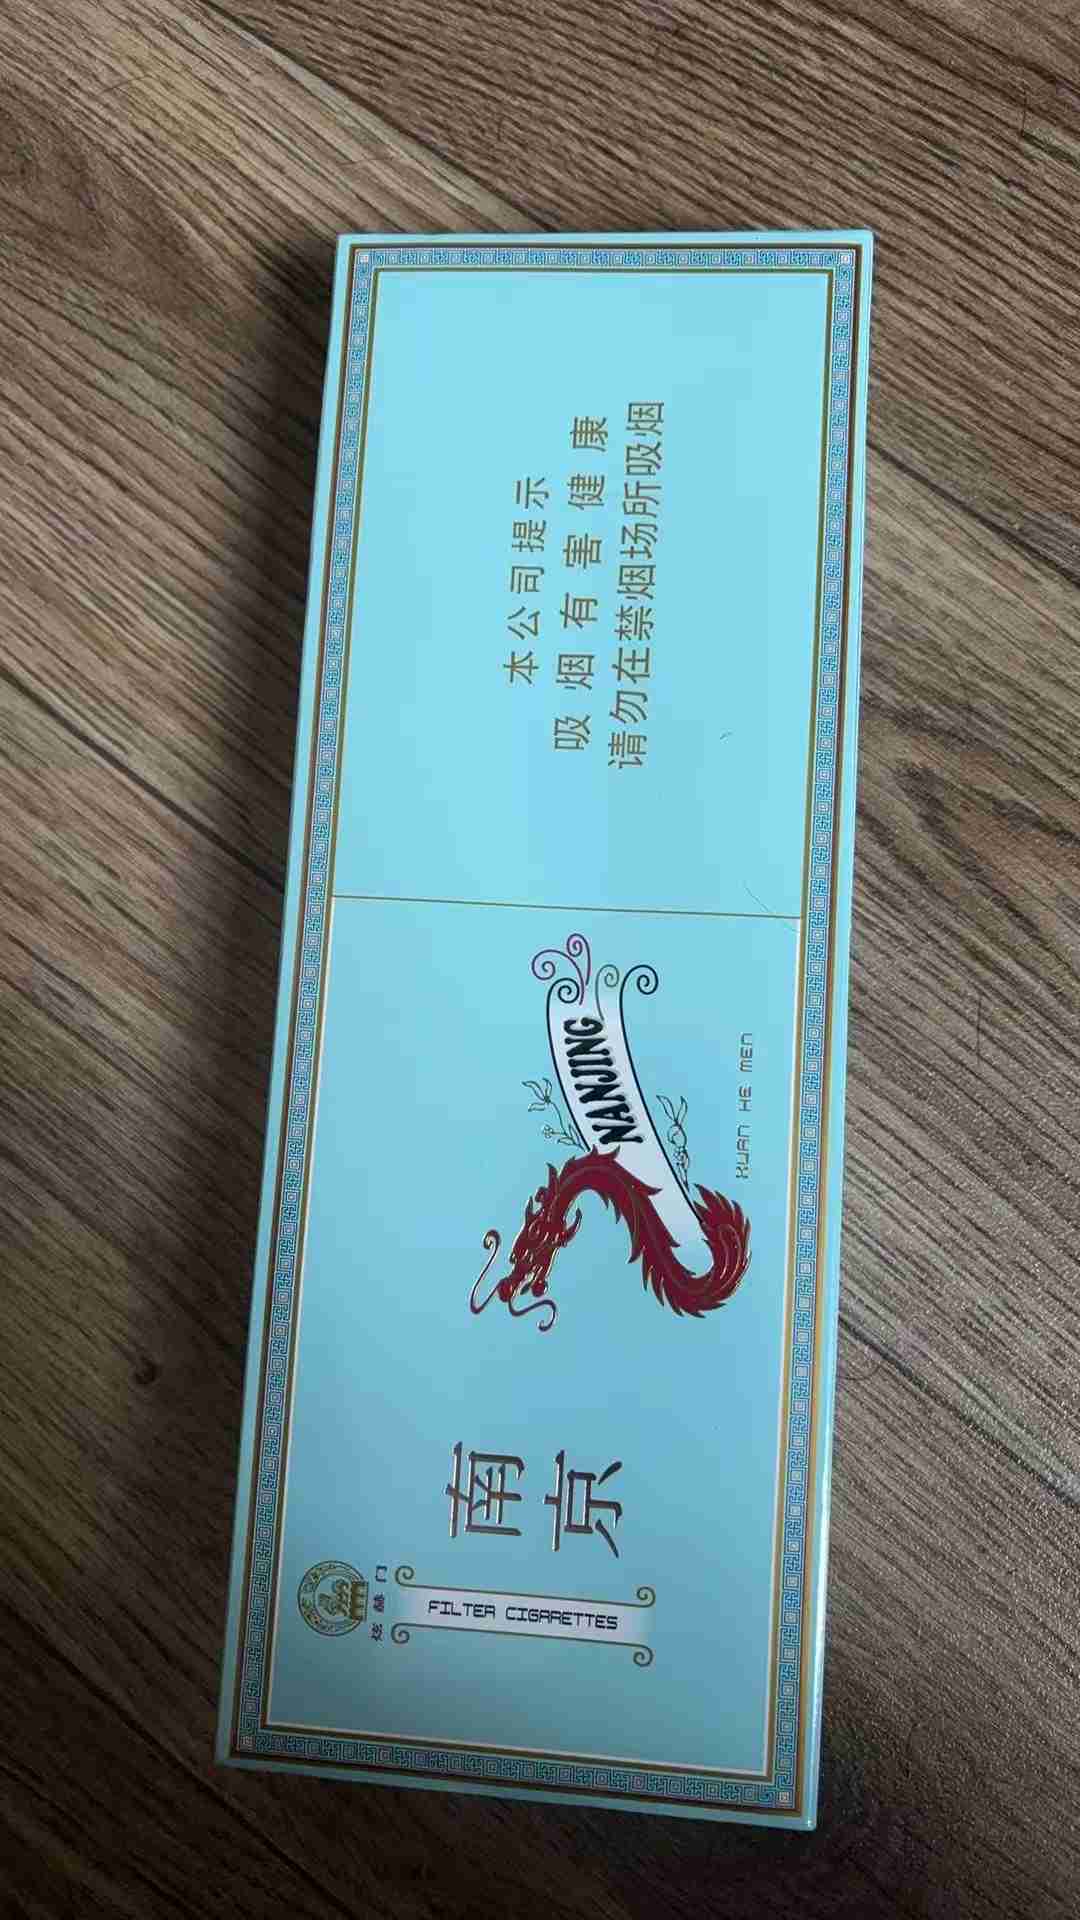 炫赫门
FILTER CIGARETTES
南京
NANJING
XUAN HE MEN
本公司提示
吸烟有害健康
请勿在禁烟场所吸烟